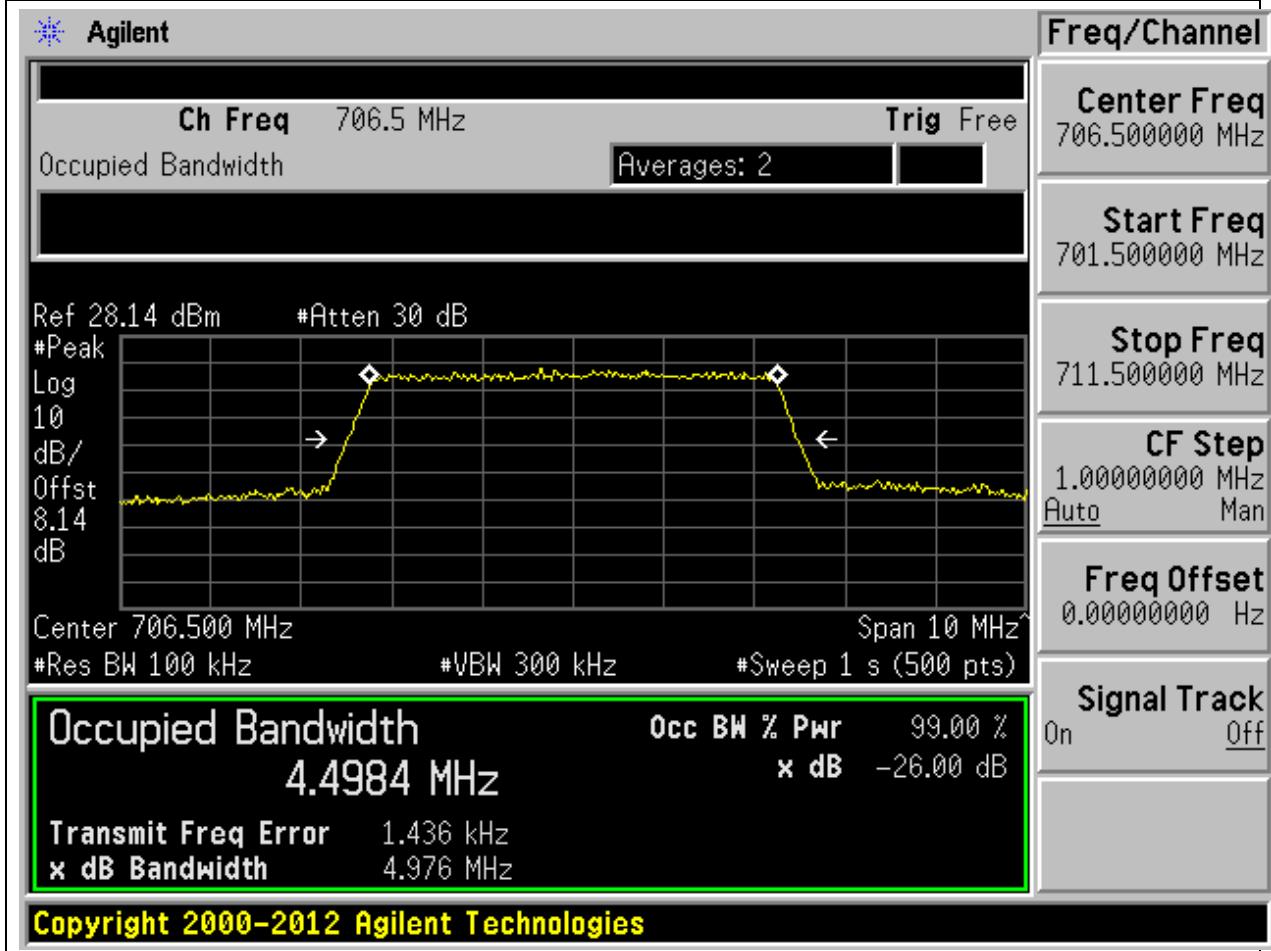 Agilent
Freq/Channel
Ch Freq 706.5 MHz Trig Free
Occupied Bandwidth Averages: 2
Center Freq
706.500000 MHz
Start Freq
701.500000 MHz
Stop Freq
711.500000 MHz
CF Step
1.00000000 MHz
Auto Man
Freq Offset
0.00000000 Hz
Signal Track
On Off
Ref 28.14 dBm #Atten 30 dB
#Peak
Log
10
dB/
Offst
8.14
dB
Center 706.500 MHz Span 10 MHz^
#Res BW 100 kHz #VBW 300 kHz #Sweep 1 s (500 pts)
Occupied Bandwidth
4.4984 MHz
Occ BW % Pwr 99.00 %
x dB -26.00 dB
Transmit Freq Error 1.436 kHz
x dB Bandwidth 4.976 MHz
Copyright 2000-2012 Agilent Technologies